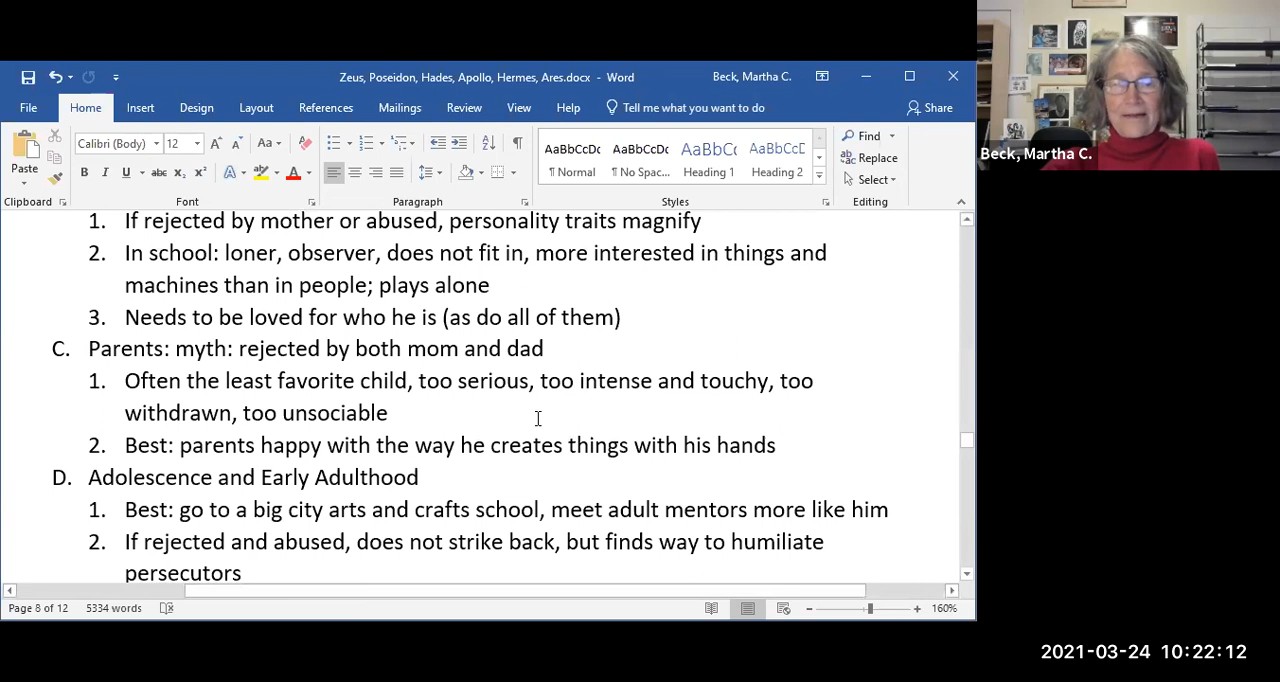 Zeus, Poseidon, Hades, Apollo, Hermes, Ares.docx - Word
Beck, Martha C.
File Home Insert Design Layout References Mailings Review View Help Tell me what you want to do Share
Paste
Calibri (Body) 12
Aa
B I U abc X₂ X² A A
AaBbCcDc AaBbCcDc AaBbC AaBbCcD
¶ Normal ¶ No Spac... Heading 1 Heading 2
Find
Replace
Select
Clipboard Font Paragraph Styles Editing
1. If rejected by mother or abused, personality traits magnify
2. In school: loner, observer, does not fit in, more interested in things and
machines than in people; plays alone
3. Needs to be loved for who he is (as do all of them)
C. Parents: myth: rejected by both mom and dad
1. Often the least favorite child, too serious, too intense and touchy, too
withdrawn, too unsociable
2. Best: parents happy with the way he creates things with his hands
D. Adolescence and Early Adulthood
1. Best: go to a big city arts and crafts school, meet adult mentors more like him
2. If rejected and abused, does not strike back, but finds way to humiliate
persecutors
Page 8 of 12 5334 words 160%
Beck, Martha C.
2021-03-24 10:22:12